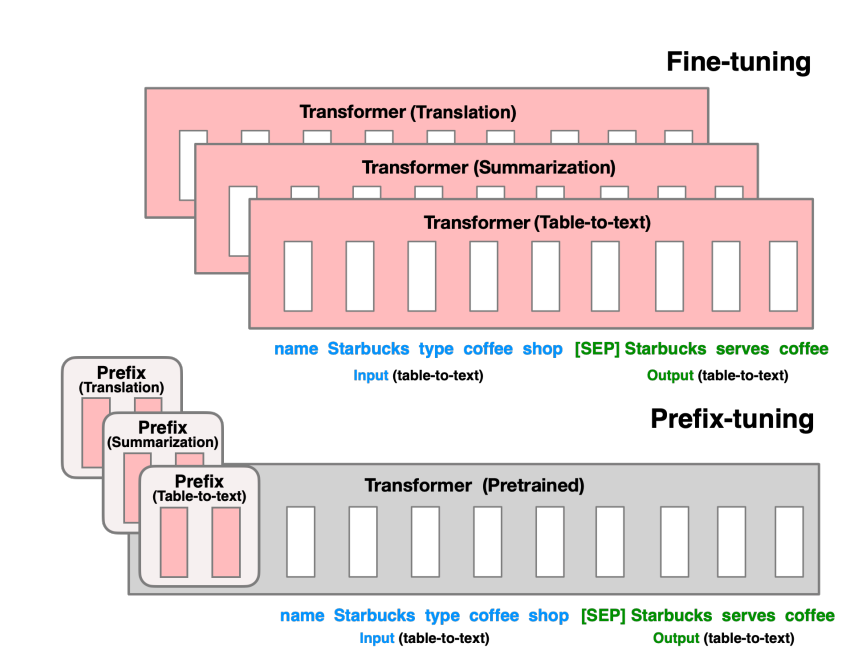 Fine-tuning
Transformer (Translation)
Transformer (Summarization)
Transformer (Table-to-text)
name Starbucks type coffee shop [SEP] Starbucks serves coffee
Input (table-to-text) Output (table-to-text)
Prefix-tuning
Prefix
(Translation)
Prefix
(Summarization)
Prefix
(Table-to-text)
Transformer (Pretrained)
name Starbucks type coffee shop [SEP] Starbucks serves coffee
Input (table-to-text) Output (table-to-text)